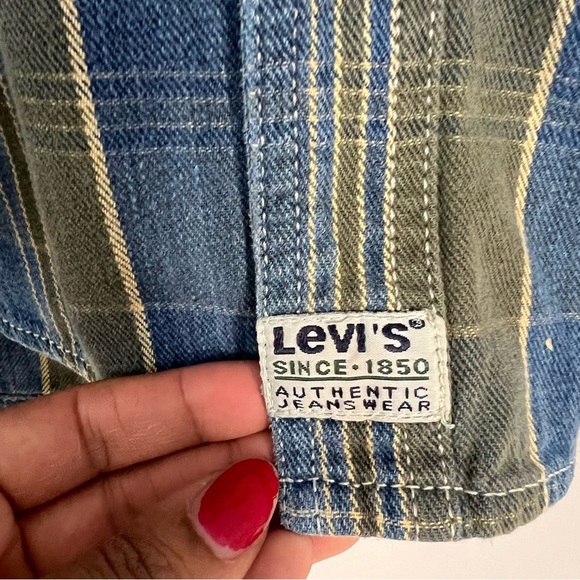 LeVI'S®
SINCE · 1850
AUTHENTIC
JEANSWEAR